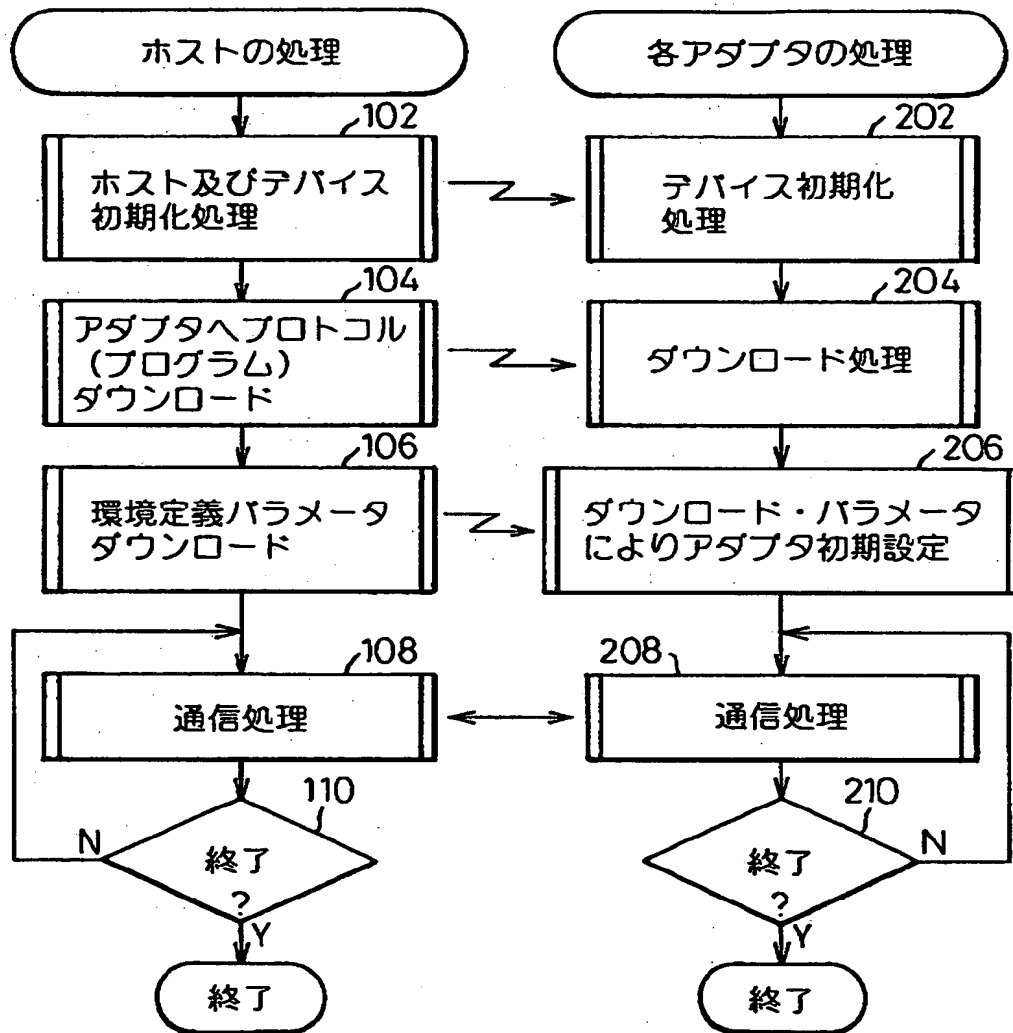 ホストの処理
各アダプタの処理
102
202
ホスト及びデバイス
初期化処理
デバイス初期化
処理
104
204
アダプタへプロトコル
(プログラム)
ダウンロード
ダウンロード処理
106
206
環境定義パラメータ
ダウンロード
ダウンロード・パラメータ
によりアダプタ初期設定
108
208
通信処理
通信処理
110
210
N
終了
?
Y
終了
?
N
Y
終了
終了